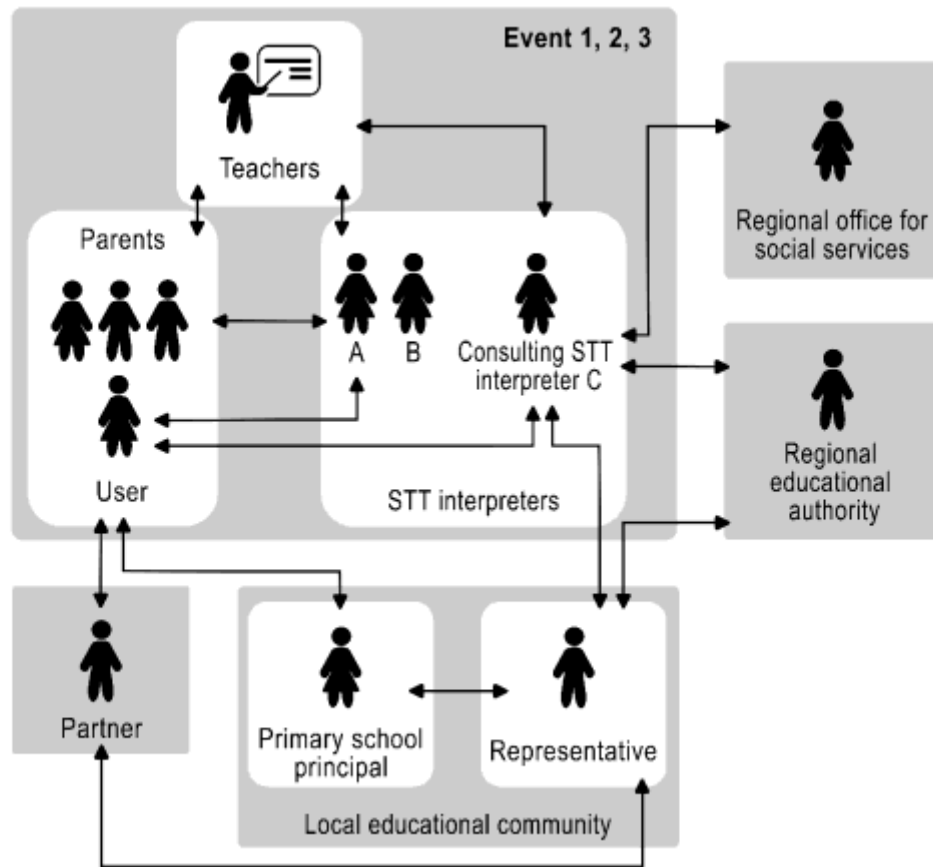 Event 1, 2, 3
Teachers
Parents
A
B
Consulting STT
interpreter C
User
STT interpreters
Regional office for
social services
Regional
educational
authority
Partner
Primary school
principal
Representative
Local educational community